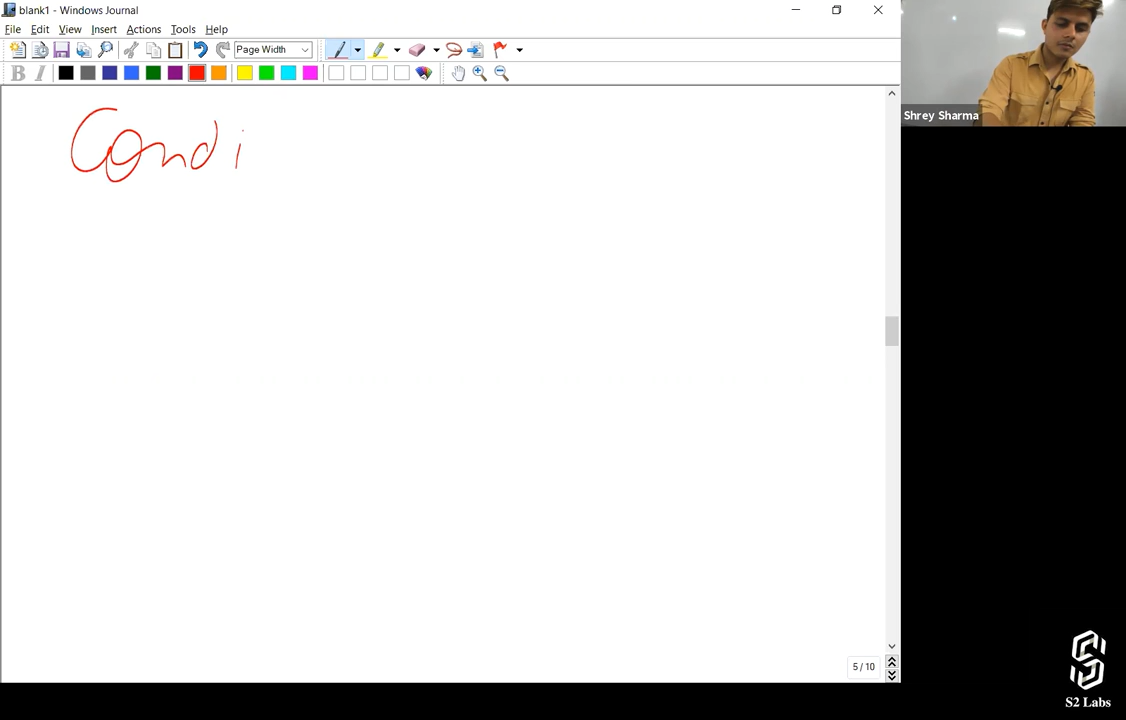 blank1 - Windows Journal
File Edit View Insert Actions Tools Help
Page Width
B I
Condi
Shrey Sharma
5 / 10
S2 Labs